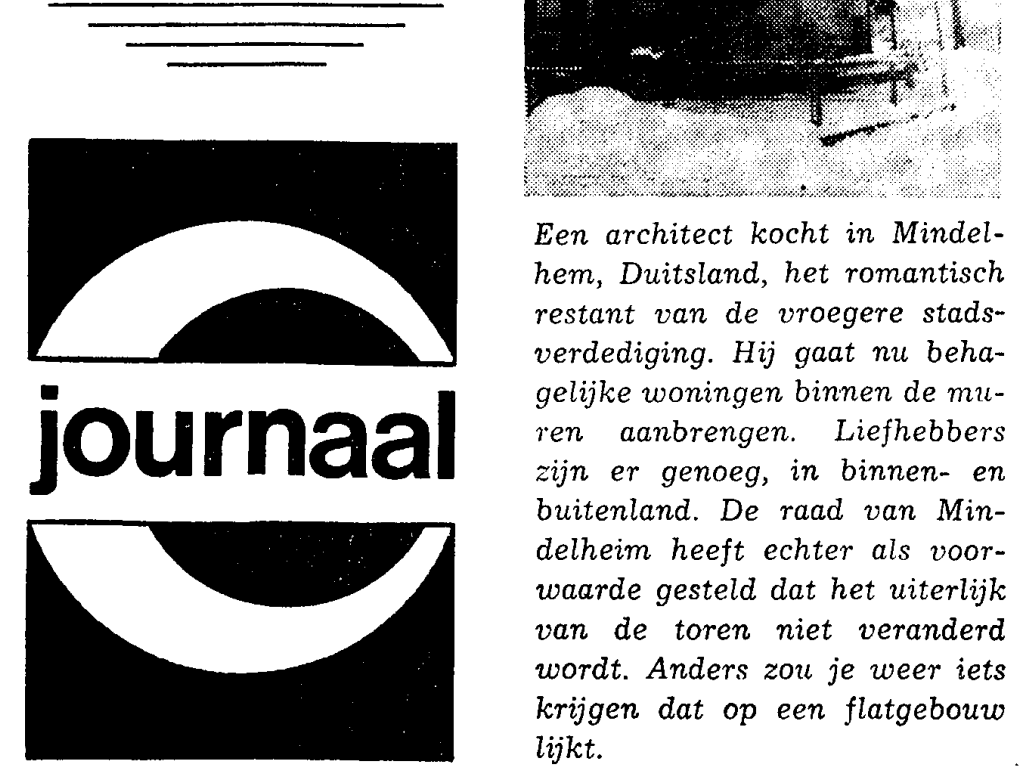 journaal
Een architect kocht in Mindel-
hem, Duitsland, het romantisch
restant van de vroegere stads-
verdediging. Hij gaat nu beha-
gelijke woningen binnen de mu-
ren aanbrengen. Liefhebbers
zijn er genoeg, in binnen- en
buitenland. De raad van Min-
delheim heeft echter als voor-
waarde gesteld dat het uiterlijk
van de toren niet veranderd
wordt. Anders zou je weer iets
krijgen dat op een flatgebouw
lijkt.